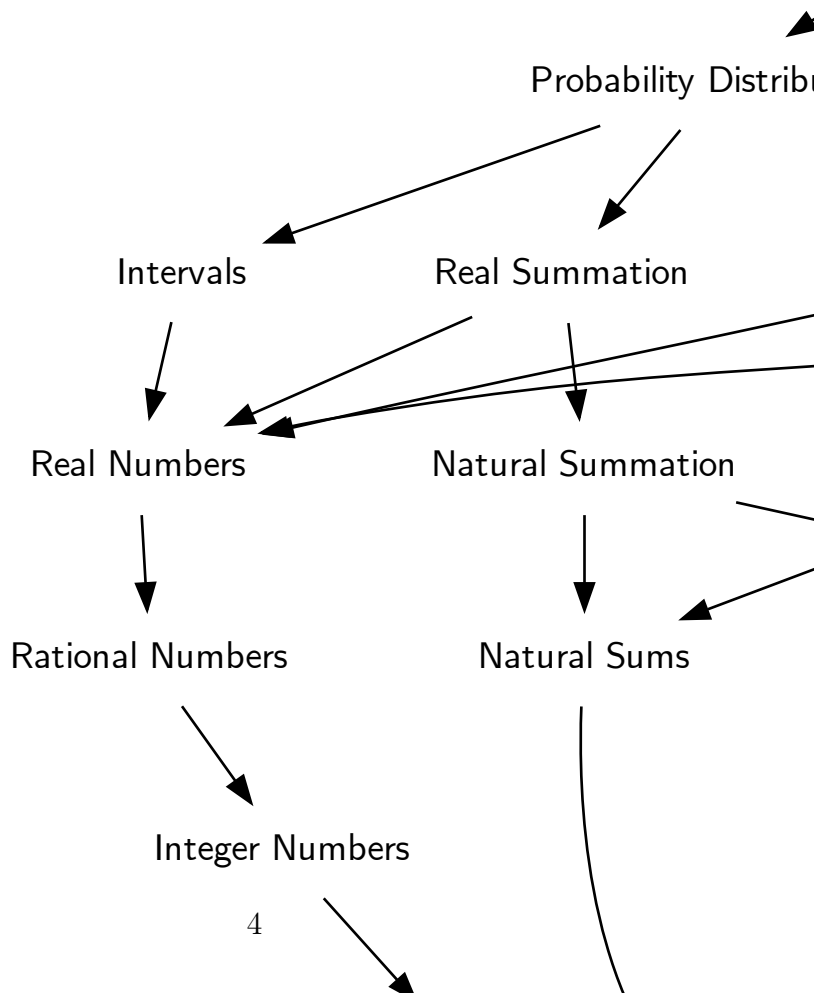 Probability Distribu
Intervals
Real Summation
Real Numbers
Natural Summation
Rational Numbers
Natural Sums
Integer Numbers
4